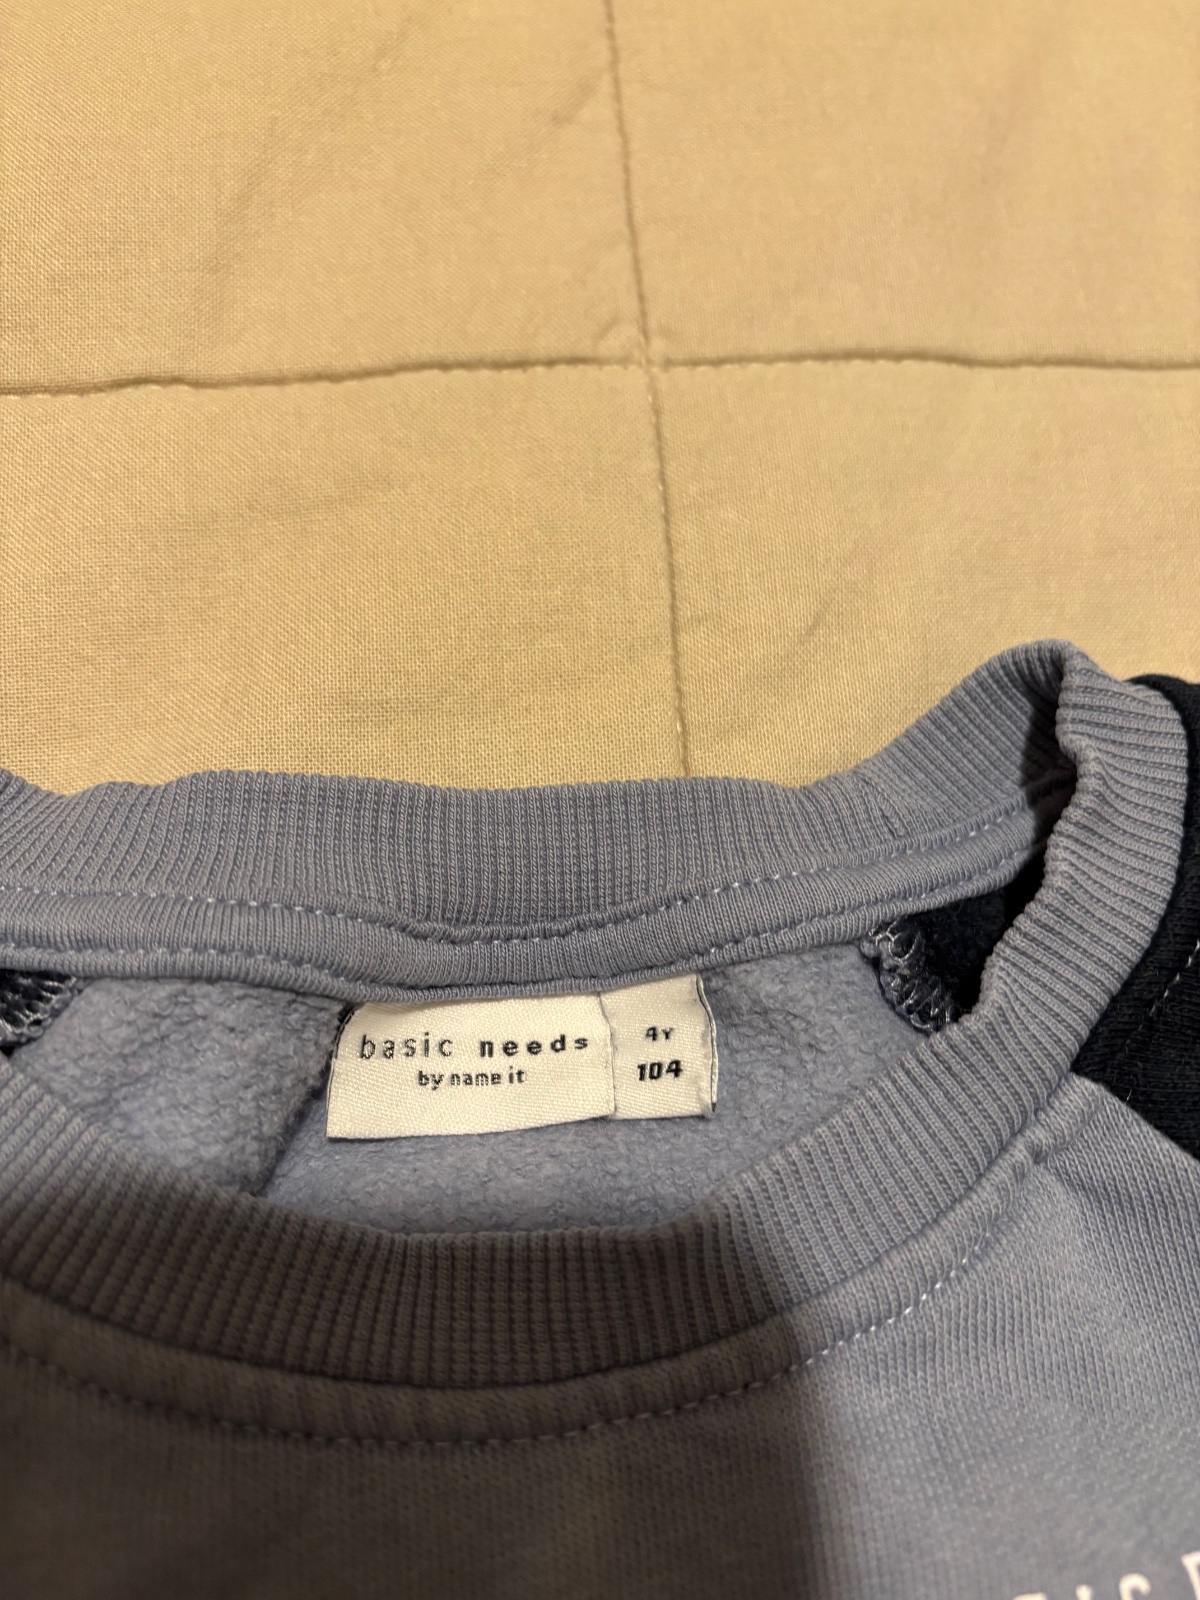 basic needs
by name it
4Y
104